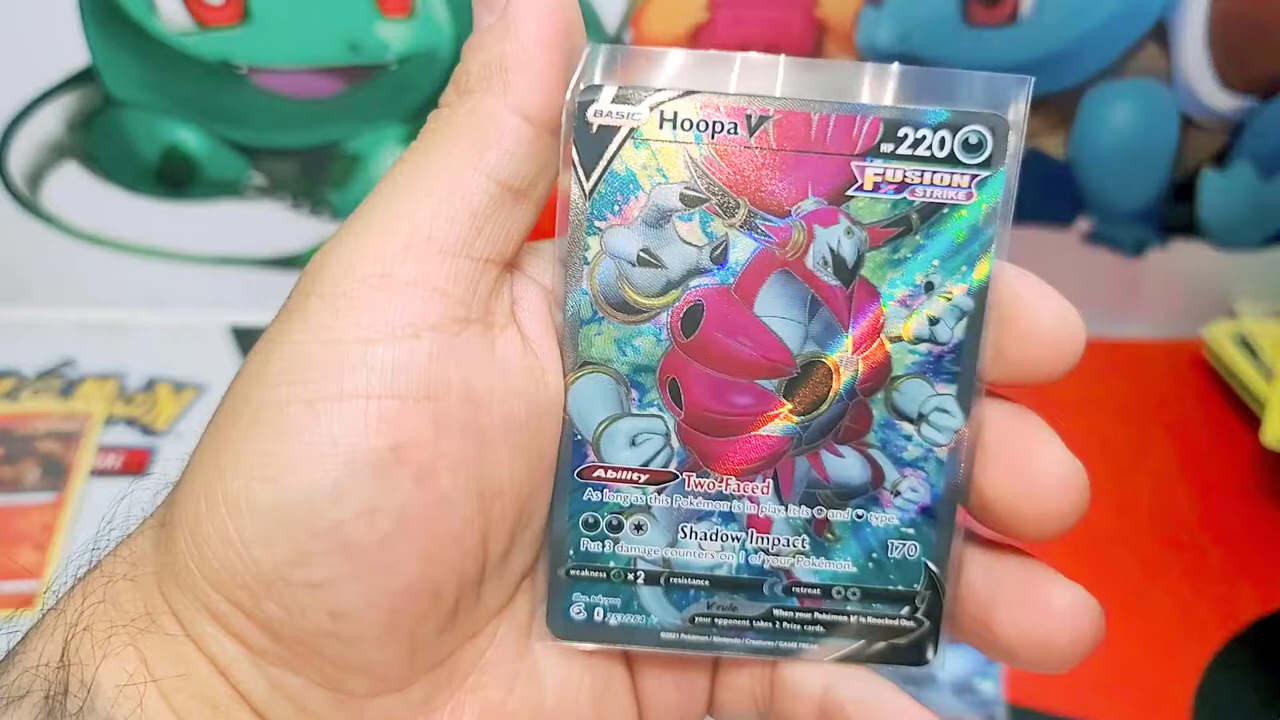 BASIC
Hoopa V
HP 220
FUSION
STRIKE
Ability Two-Faced
As long as this Pokémon is in play, it is and type.
Shadow Impact 170
Put 3 damage counters on 1 of your Pokémon.
weakness ×2 resistance retreat
V rule When your Pokémon V is Knocked Out,
your opponent takes 2 Prize cards.
253/264
©2021 Pokémon / Nintendo / Creatures / GAME FREAK